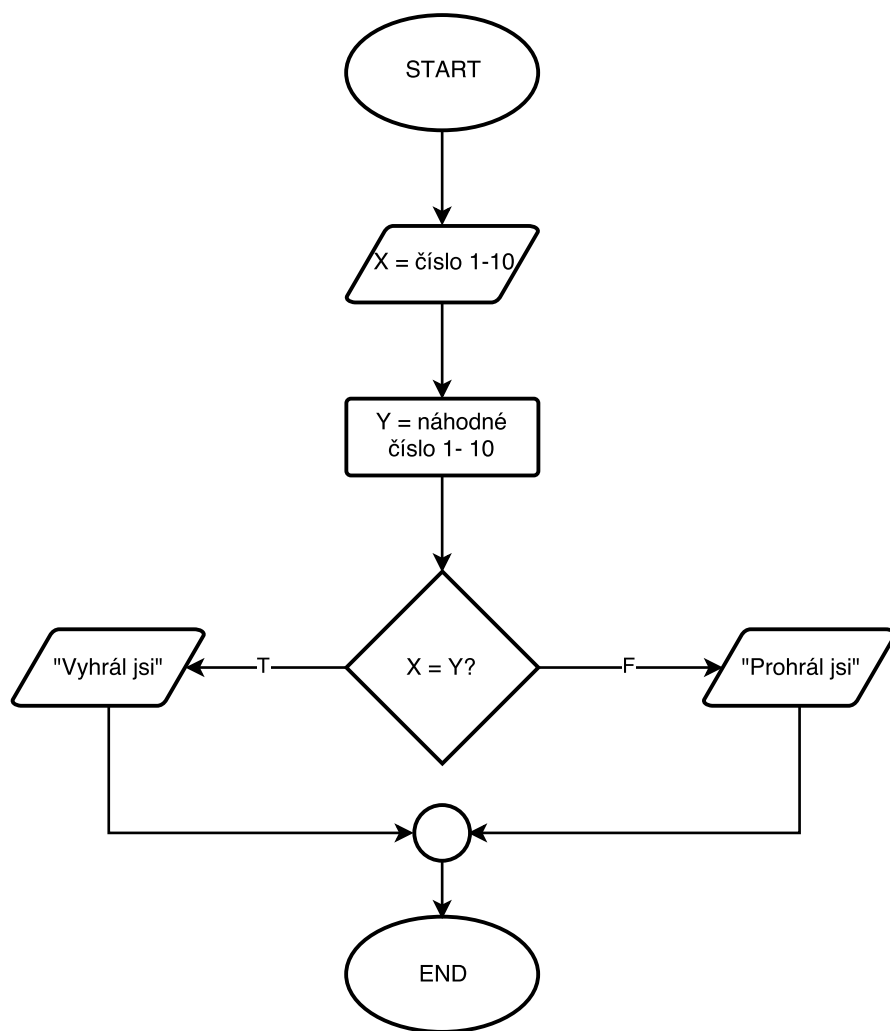 START
X = číslo 1-10
Y = náhodné
číslo 1- 10
"Vyhrál jsi"
T
X = Y?
F
"Prohrál jsi"
END